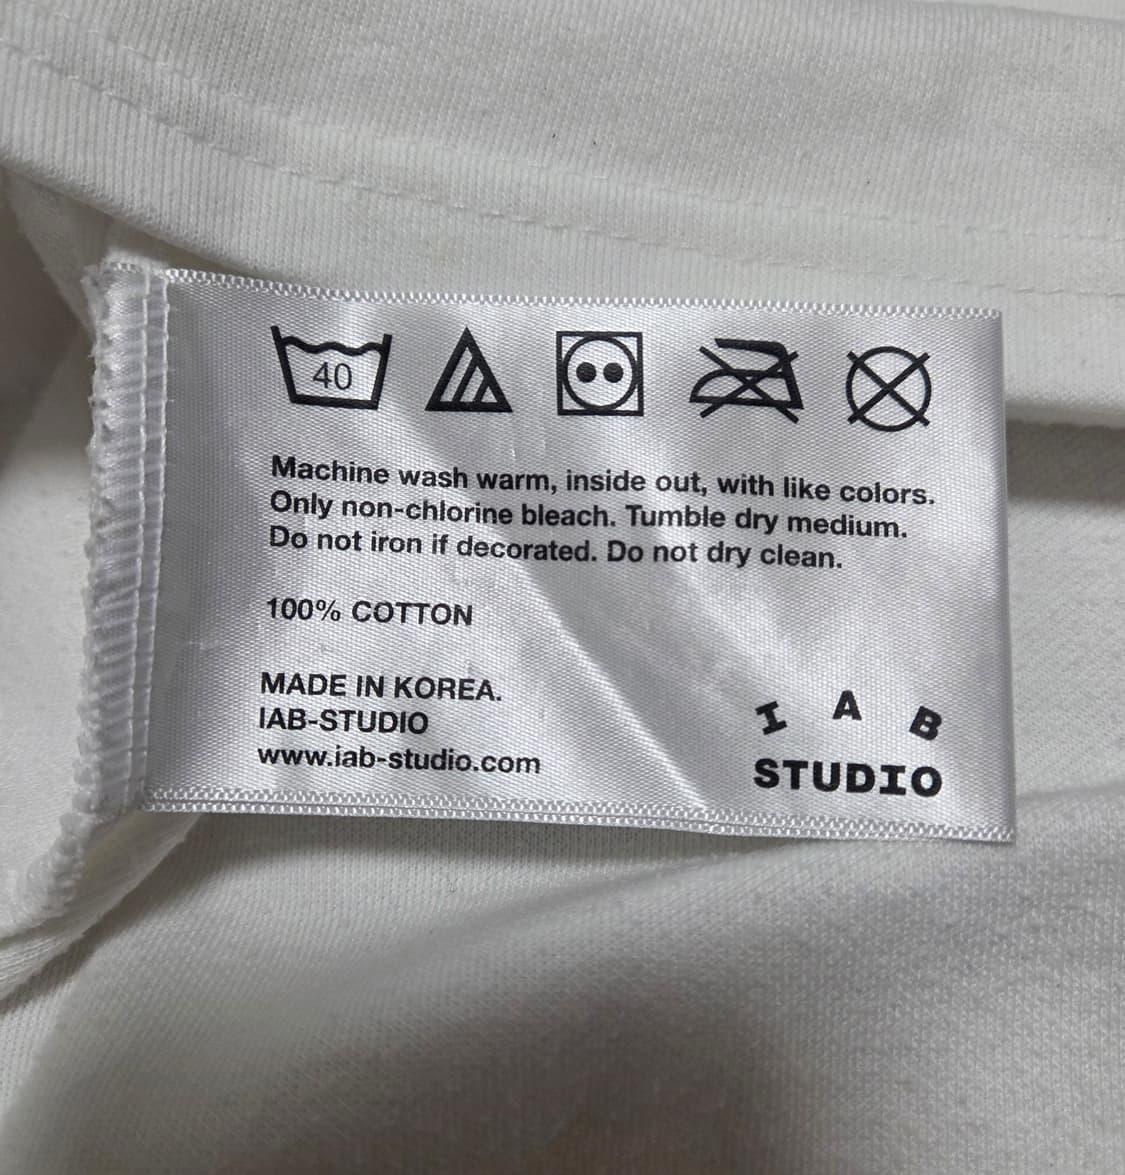 40
Machine wash warm, inside out, with like colors.
Only non-chlorine bleach. Tumble dry medium.
Do not iron if decorated. Do not dry clean.
100% COTTON
MADE IN KOREA.
IAB-STUDIO
www.iab-studio.com
I A B
STUDIO